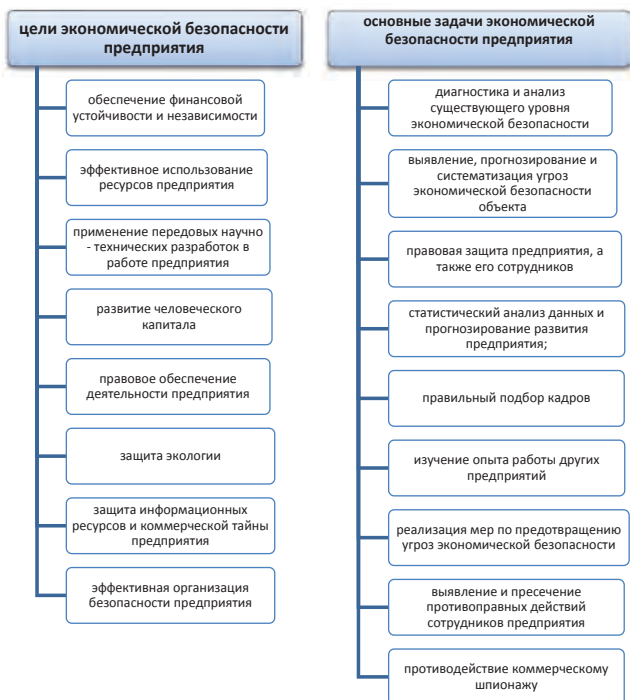 цели экономической безопасности
предприятия
обеспечение финансовой
устойчивости и независимости
эффективное использование
ресурсов предприятия
применение передовых научно
- технических разработок в
работе предприятия
развитие человеческого
капитала
правовое обеспечение
деятельности предприятия
защита экологии
защита информационных
ресурсов и коммерческой тайны
предприятия
эффективная организация
безопасности предприятия
основные задачи экономической
безопасности предприятия
диагностика и анализ
существующего уровня
экономической безопасности
выявление, прогнозирование и
систематизация угроз
экономической безопасности
объекта
правовая защита предприятия, а
также его сотрудников
статистический анализ данных и
прогнозирование развития
предприятия;
правильный подбор кадров
изучение опыта работы других
предприятий
реализация мер по предотвращению
угроз экономической безопасности
выявление и пресечение
противоправных действий
сотрудников предприятия
противодействие коммерческому
шпионажу